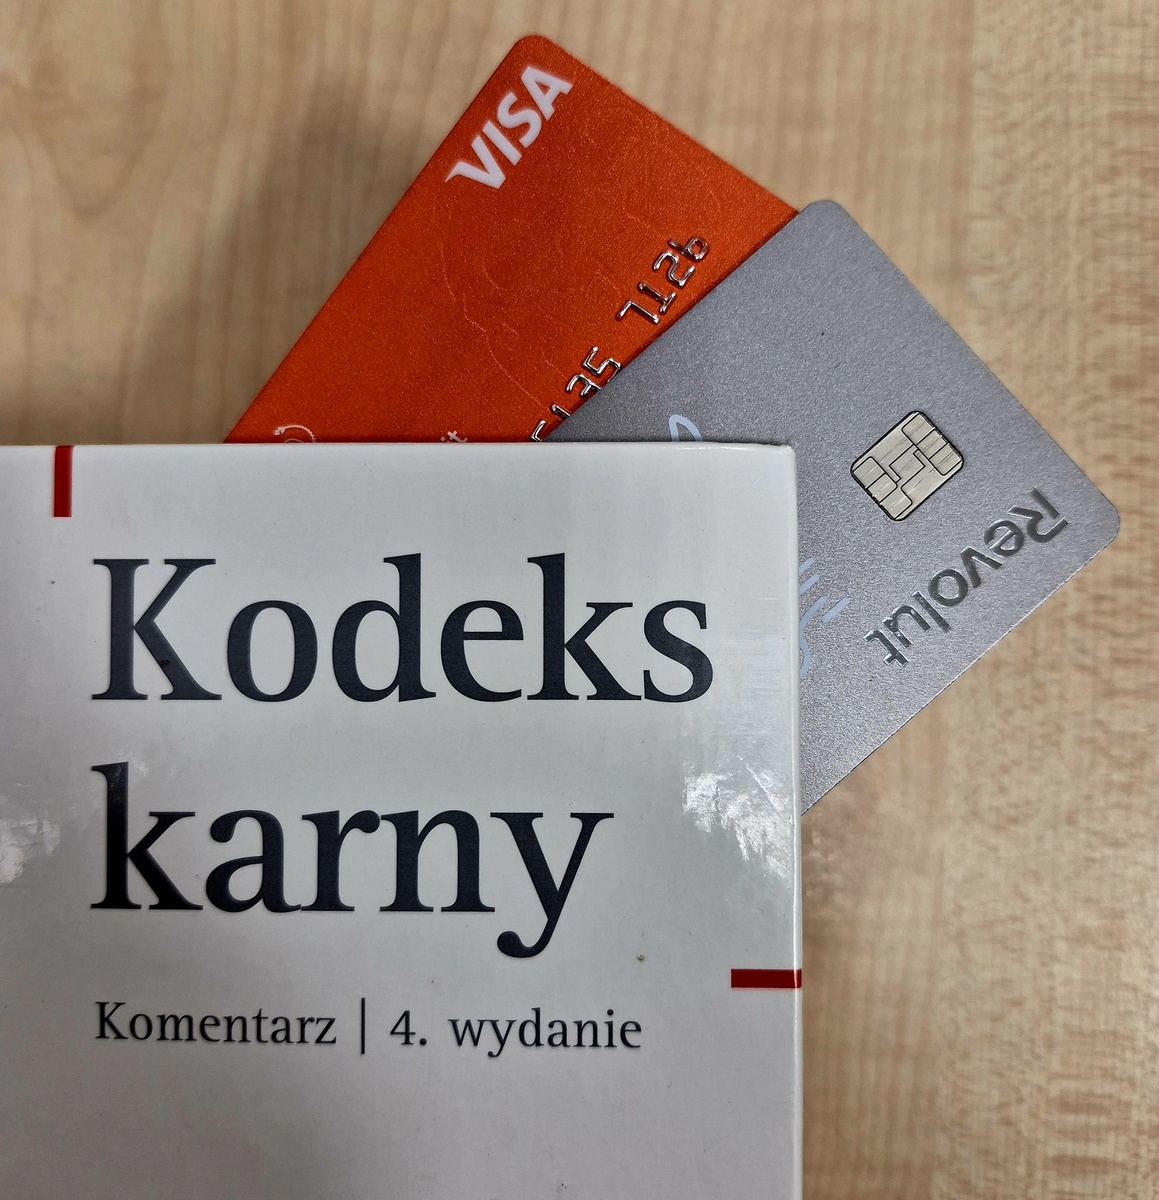 VISA
Revolut
Kodeks
karny
Komentarz | 4. wydanie